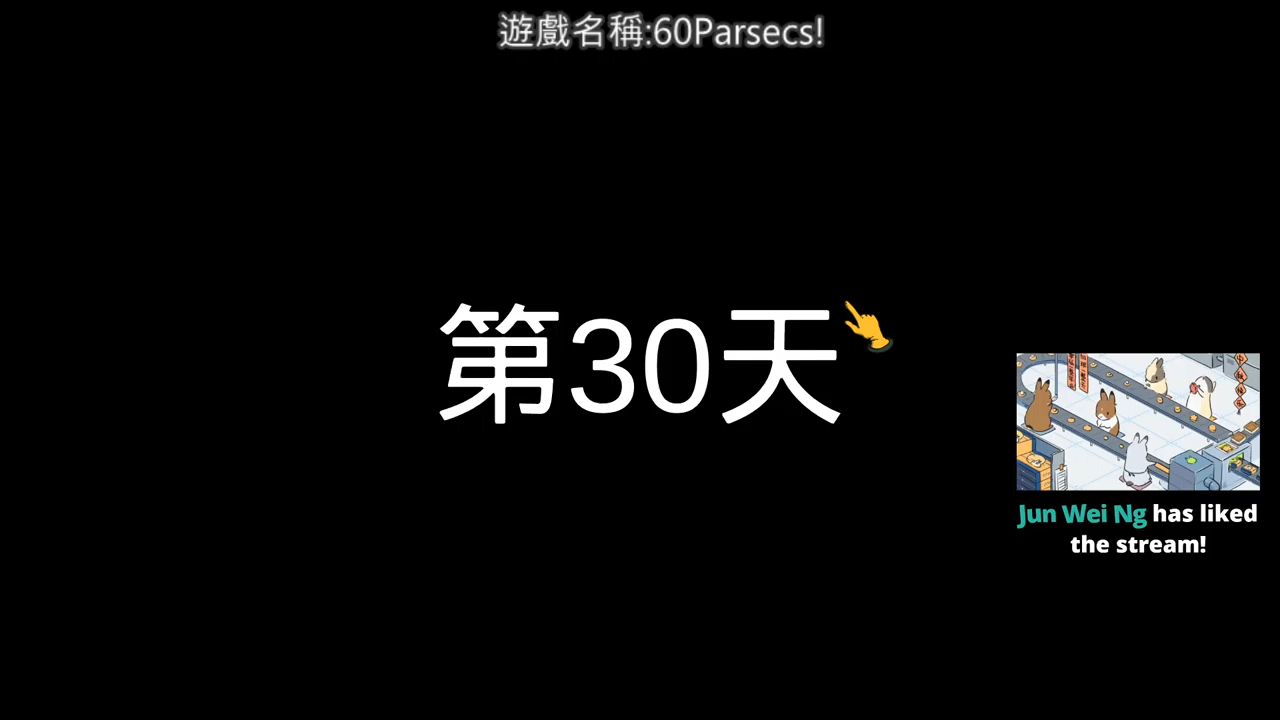 遊戲名稱:60Parsecs!
第30天
Jun Wei Ng has liked
the stream!